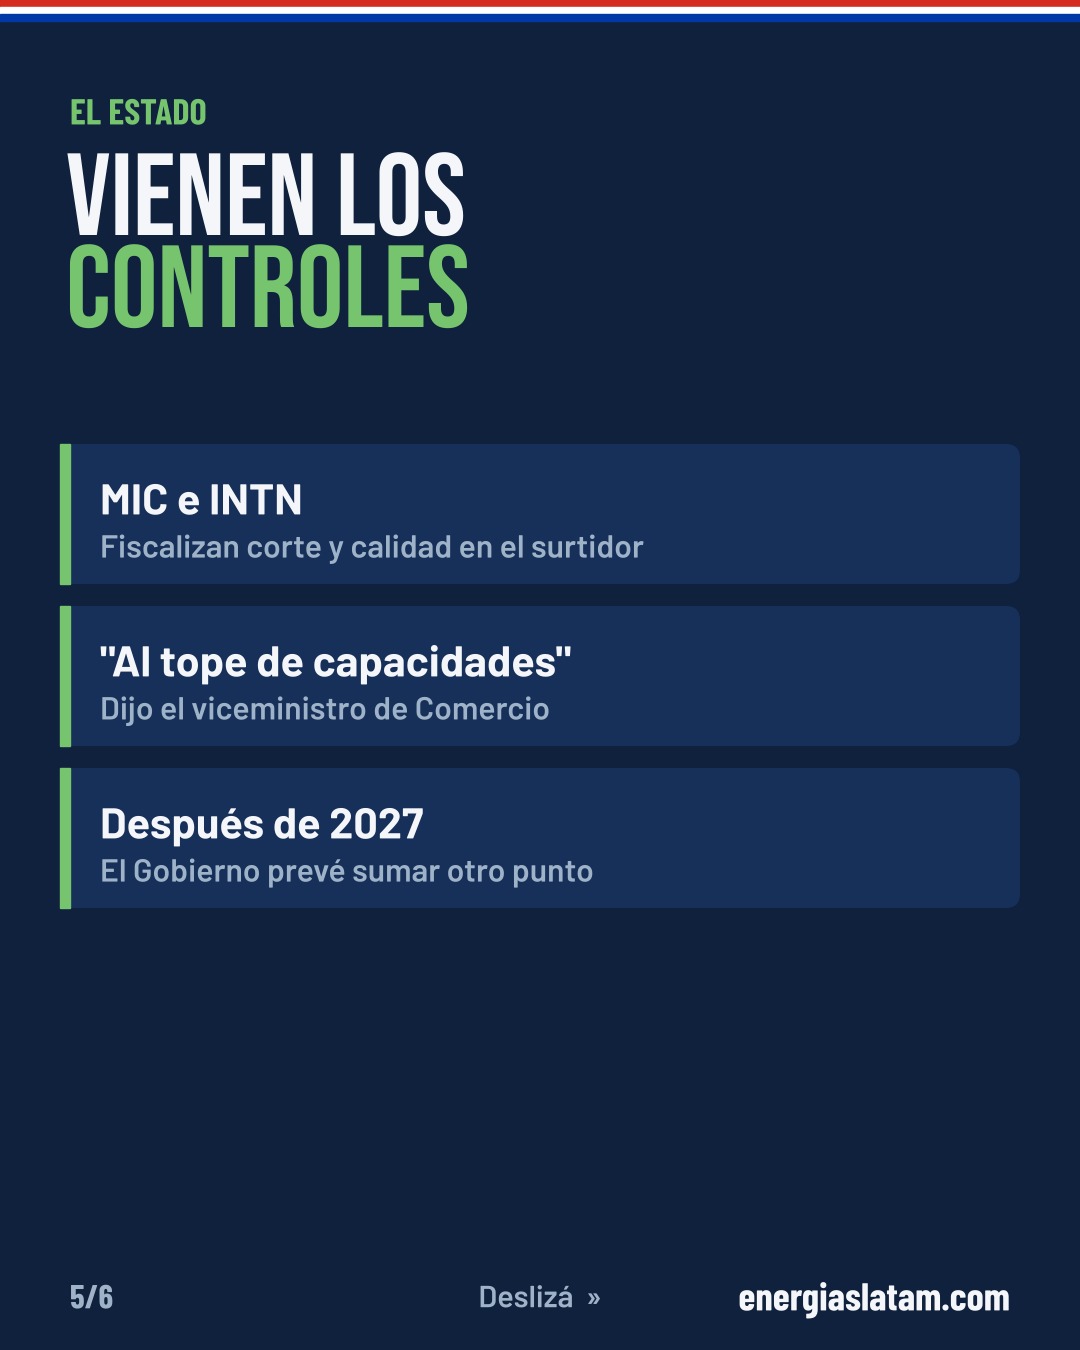 EL ESTADO
VIENEN LOS
CONTROLES
MIC e INTN
Fiscalizan corte y calidad en el surtidor
"Al tope de capacidades"
Dijo el viceministro de Comercio
Después de 2027
El Gobierno prevé sumar otro punto
5/6
Deslizá »
energiaslatam.com